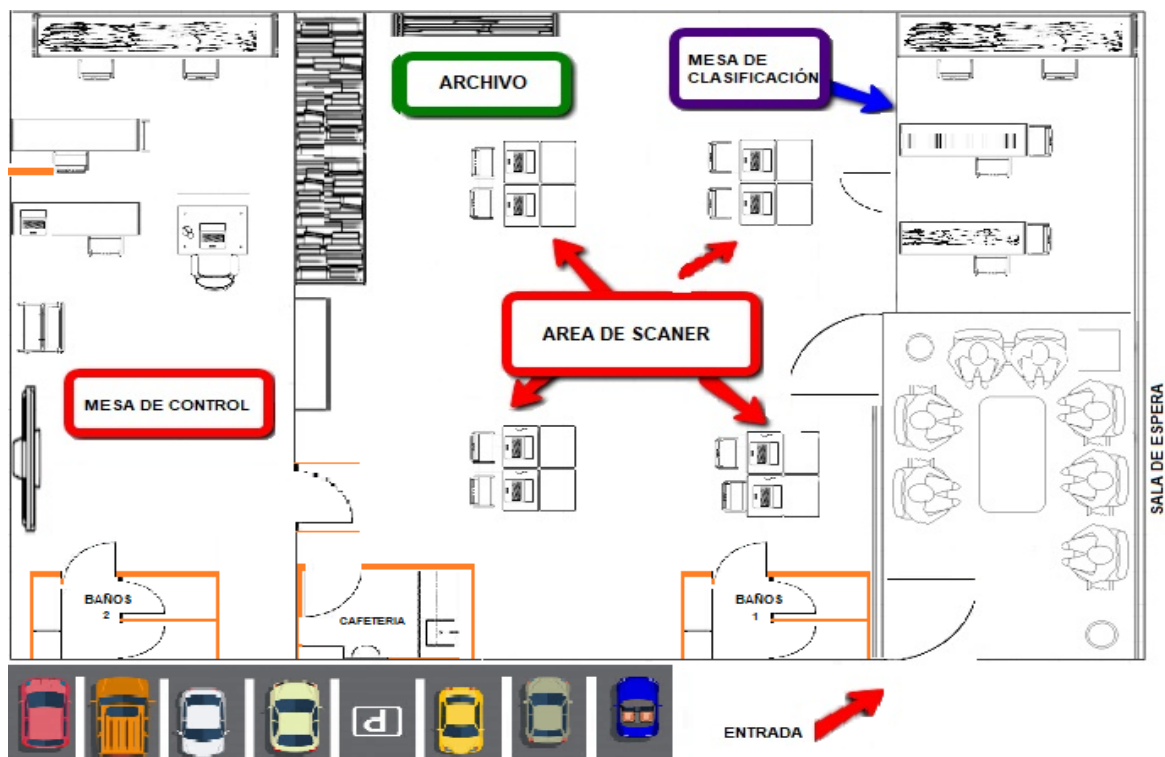 ARCHIVO
MESA DE
CLASIFICACIÓN
AREA DE SCANER
MESA DE CONTROL
SALA DE ESPERA
BAÑOS
2
CAFETERIA
BAÑOS
1
P
ENTRADA